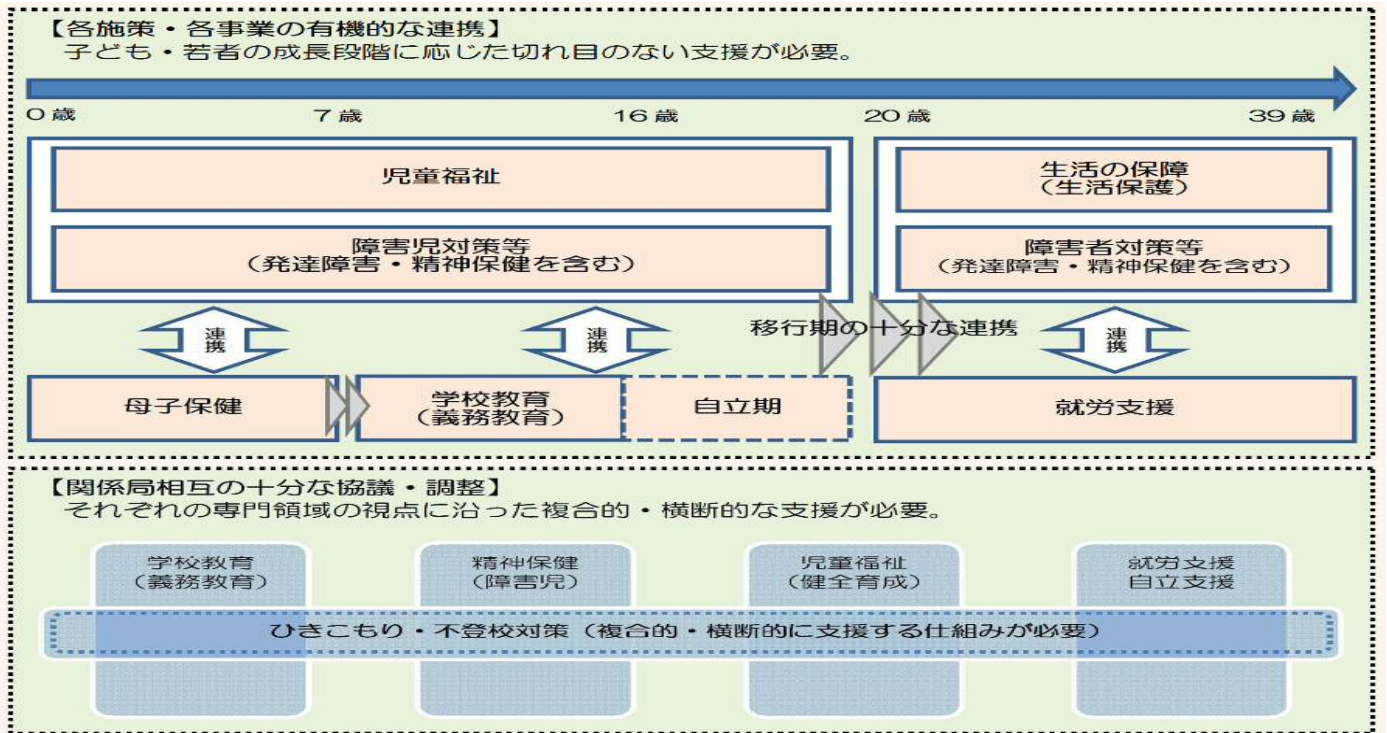 【各施策・各事業の有機的な連携】
子ども・若者の成長段階に応じた切れ目のない支援が必要。
0歳
7歳
16歳
20歳
39歳
児童福祉
生活の保障
(生活保護)
障害児対策等
(発達障害・精神保健を含む)
障害者対策等
(発達障害・精神保健を含む)
連携
連携
移行期の十分な連携
連携
母子保健
学校教育
(義務教育)
自立期
就労支援
【関係局相互の十分な協議・調整】
それぞれの専門領域の視点に沿った複合的・横断的な支援が必要。
学校教育
(義務教育)
精神保健
(障害児)
児童福祉
(健全育成)
就労支援
自立支援
ひきこもり・不登校対策(複合的・横断的に支援する仕組みが必要)